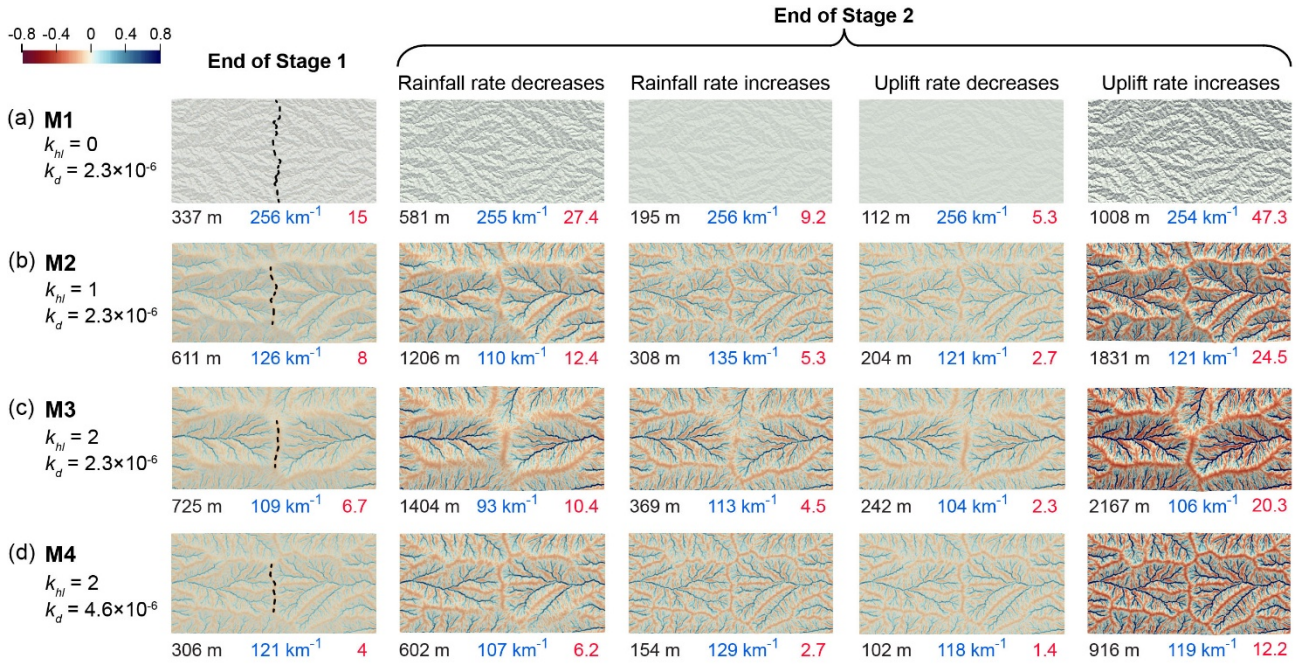 End of Stage 2
-0.8 -0.4 0 0.4 0.8
End of Stage 1
Rainfall rate decreases Rainfall rate increases Uplift rate decreases Uplift rate increases
(a) M1
k_hl = 0
k_d = 2.3×10⁻⁶
337 m 256 km⁻¹ 15 581 m 255 km⁻¹ 27.4 195 m 256 km⁻¹ 9.2 112 m 256 km⁻¹ 5.3 1008 m 254 km⁻¹ 47.3
(b) M2
k_hl = 1
k_d = 2.3×10⁻⁶
611 m 126 km⁻¹ 8 1206 m 110 km⁻¹ 12.4 308 m 135 km⁻¹ 5.3 204 m 121 km⁻¹ 2.7 1831 m 121 km⁻¹ 24.5
(c) M3
k_hl = 2
k_d = 2.3×10⁻⁶
725 m 109 km⁻¹ 6.7 1404 m 93 km⁻¹ 10.4 369 m 113 km⁻¹ 4.5 242 m 104 km⁻¹ 2.3 2167 m 106 km⁻¹ 20.3
(d) M4
k_hl = 2
k_d = 4.6×10⁻⁶
306 m 121 km⁻¹ 4 602 m 107 km⁻¹ 6.2 154 m 129 km⁻¹ 2.7 102 m 118 km⁻¹ 1.4 916 m 119 km⁻¹ 12.2